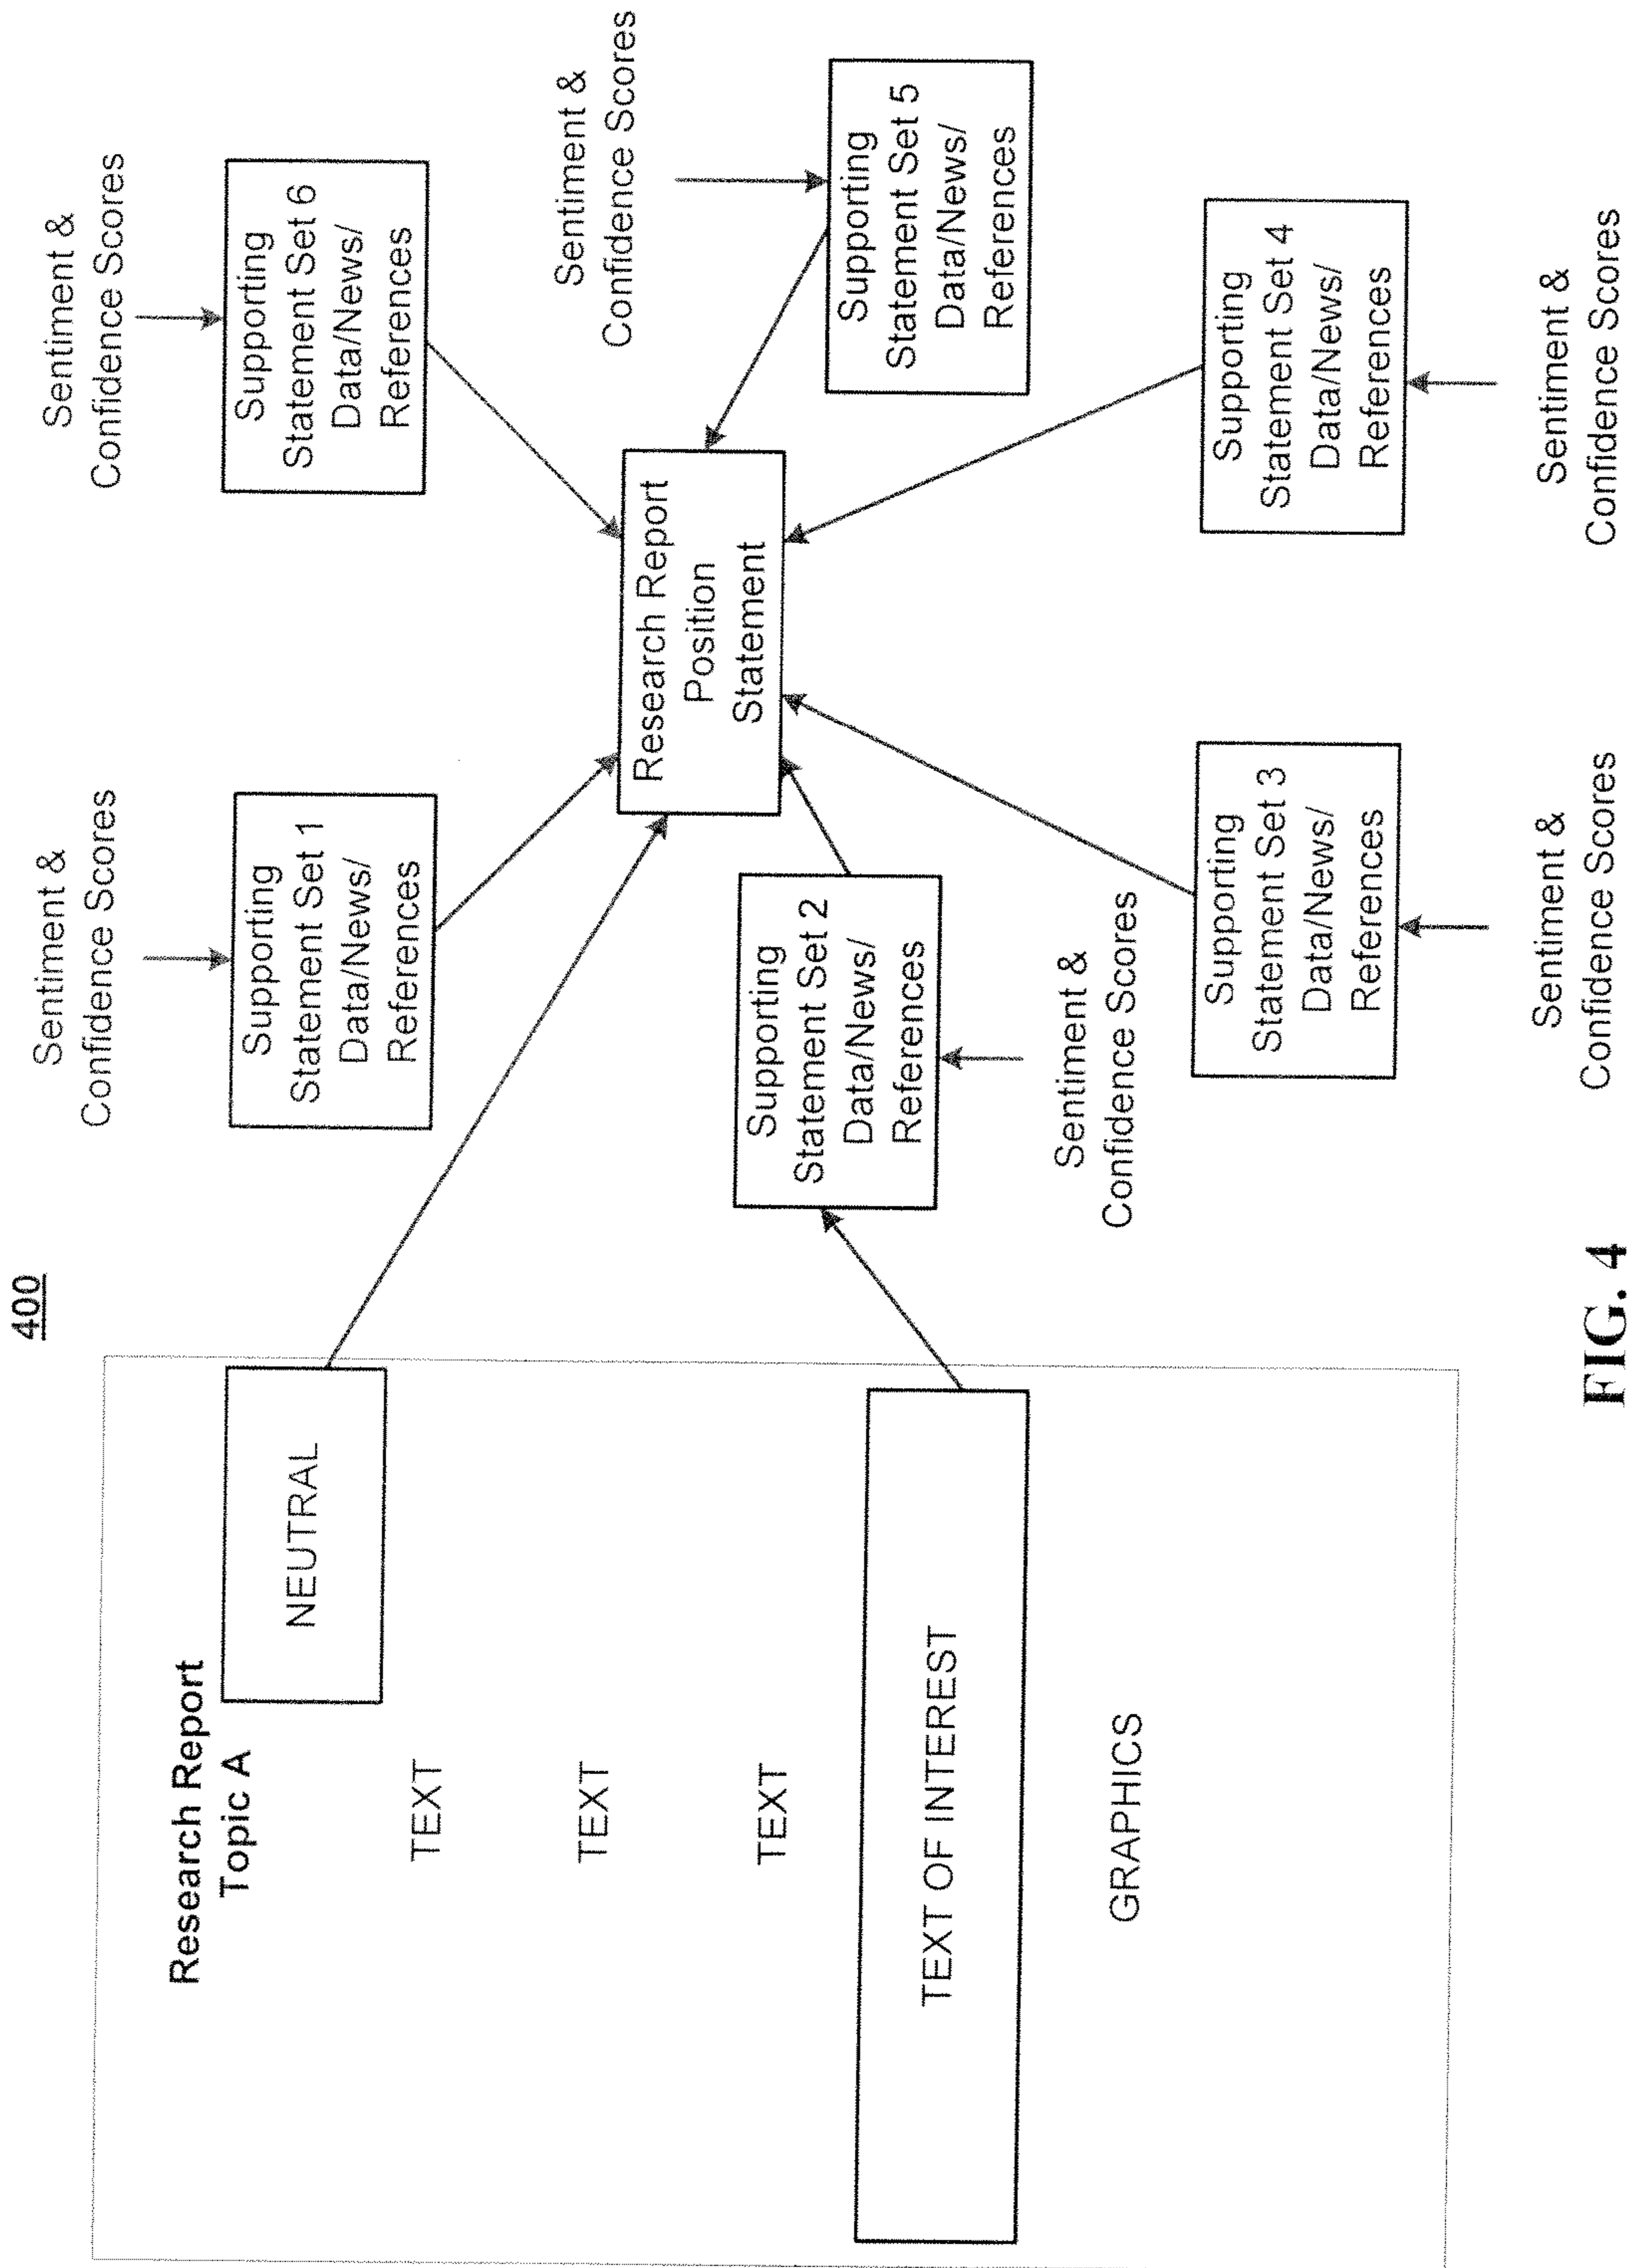 400
Research Report
Topic A
NEUTRAL
TEXT
TEXT
TEXT
TEXT OF INTEREST
GRAPHICS
Sentiment &
Confidence Scores
Supporting
Statement Set 1
Data/News/
References
Sentiment &
Confidence Scores
Supporting
Statement Set 6
Data/News/
References
Research Report
Position
Statement
Sentiment &
Confidence Scores
Supporting
Statement Set 5
Data/News/
References
Supporting
Statement Set 2
Data/News/
References
Sentiment &
Confidence Scores
Supporting
Statement Set 3
Data/News/
References
Sentiment &
Confidence Scores
Supporting
Statement Set 4
Data/News/
References
Sentiment &
Confidence Scores
FIG. 4